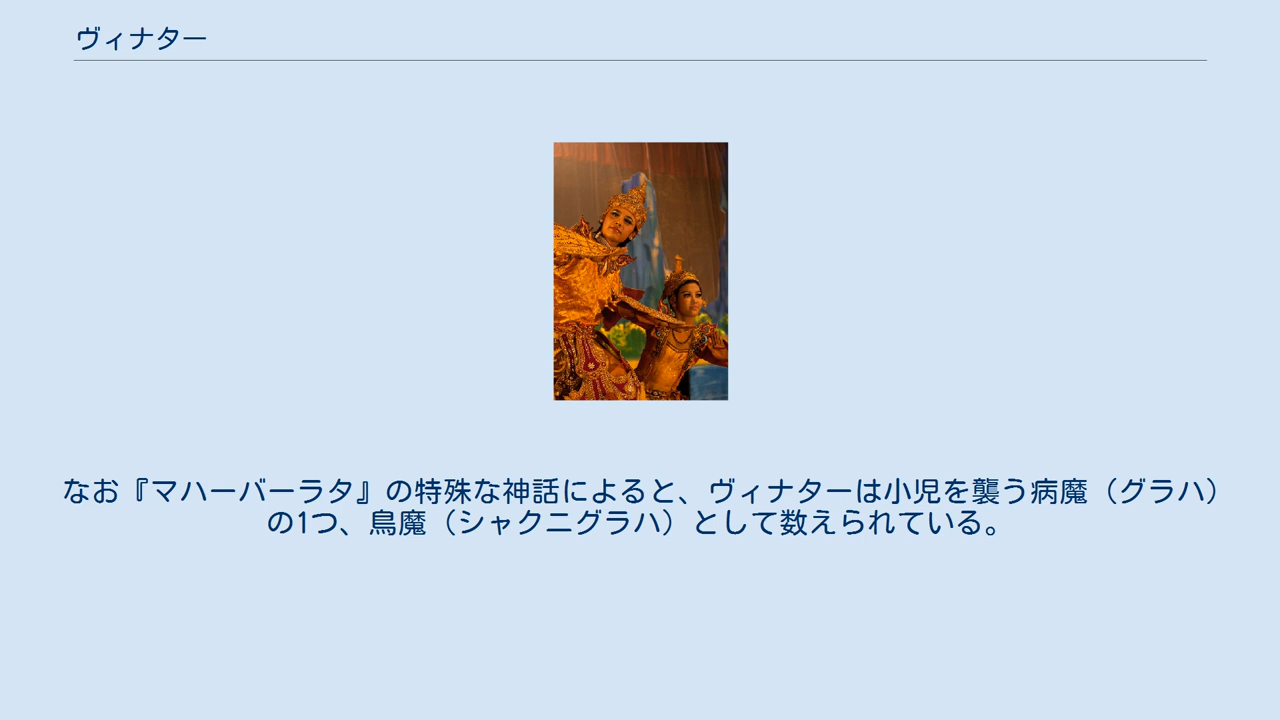 ヴィナター
なお『マハーバーラタ』の特殊な神話によると、ヴィナターは小児を襲う病魔（グラハ）
の1つ、鳥魔（シャクニグラハ）として数えられている。